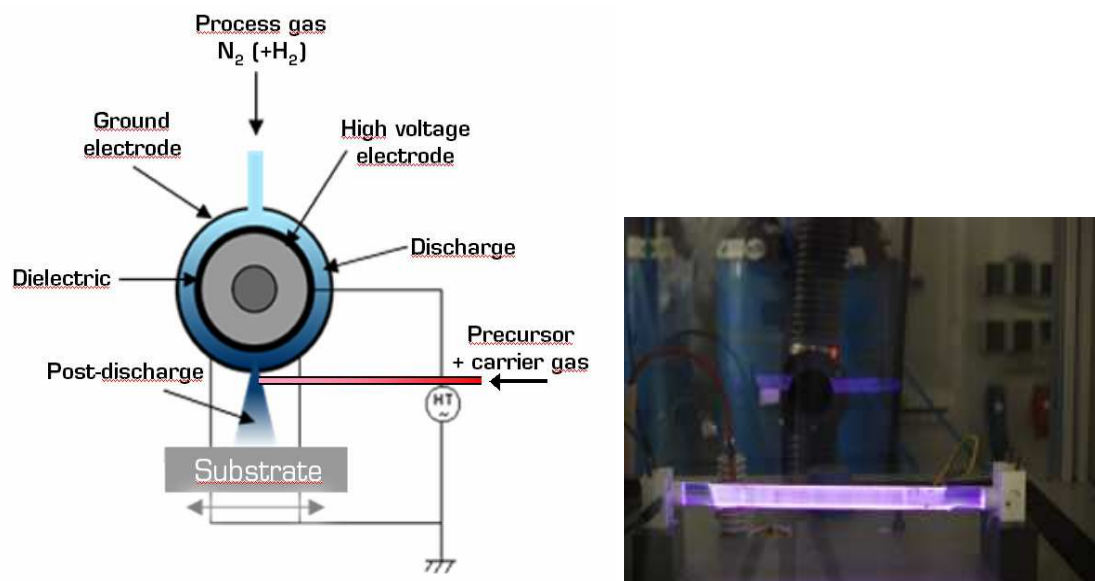 Process gas
N₂ (+H₂)
Ground
electrode
High voltage
electrode
Discharge
Dielectric
Precursor
+ carrier gas
Post-discharge
HT
~
Substrate